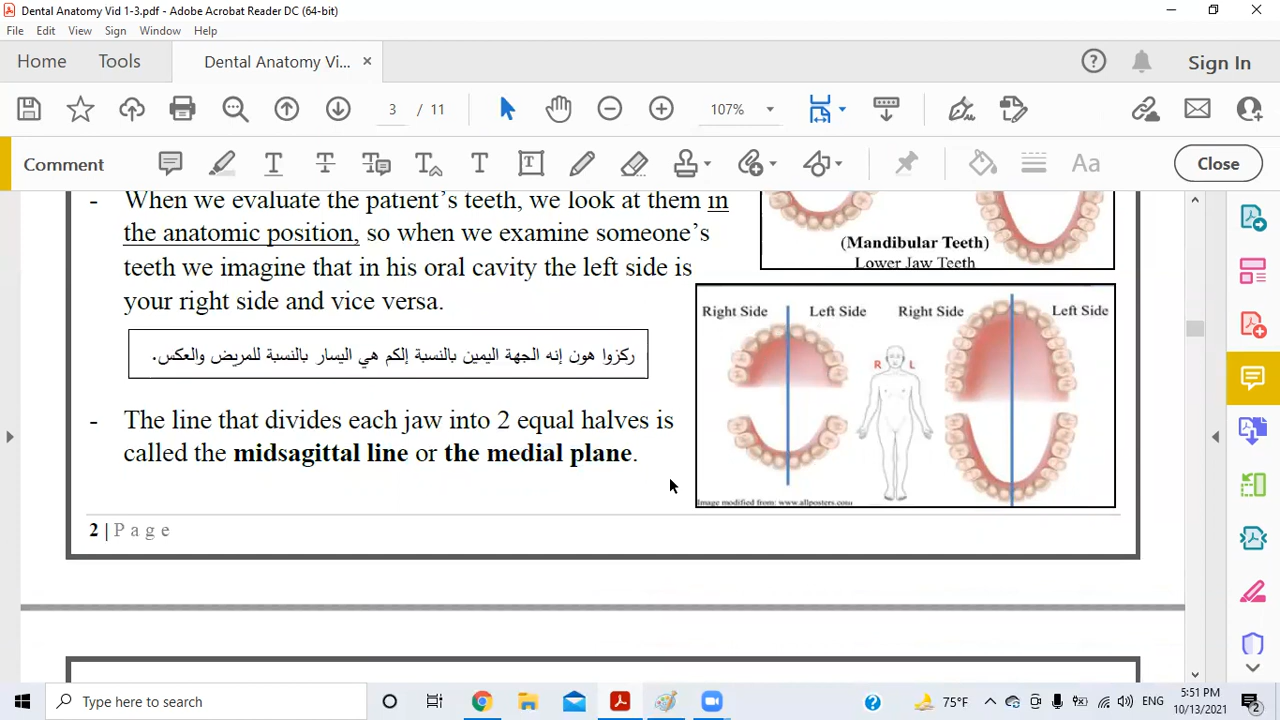 Dental Anatomy Vid 1-3.pdf - Adobe Acrobat Reader DC (64-bit)
File Edit View Sign Window Help
Home Tools Dental Anatomy Vi... × ? Sign In
3 / 11 107%
Comment T T T T T T Aa Close
- When we evaluate the patient's teeth, we look at them in
the anatomic position, so when we examine someone's
teeth we imagine that in his oral cavity the left side is
your right side and vice versa.
(Mandibular Teeth)
Lower Jaw Teeth
ركزوا هون إنه الجهة اليمين بالنسبة إلكم هي اليسار بالنسبة للمريض والعكس.
Right Side Left Side Right Side Left Side
R L
- The line that divides each jaw into 2 equal halves is
called the midsagittal line or the medial plane.
Image modified from: www.allposters.com
2 | P a g e
Type here to search
75°F ENG
5:51 PM
10/13/2021
2